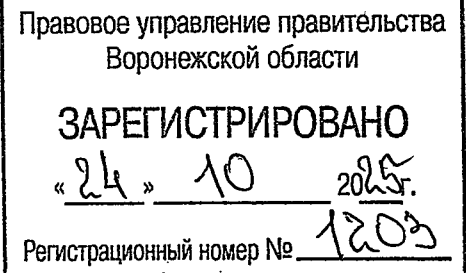 Правовое управление правительства
Воронежской области
ЗАРЕГИСТРИРОВАНО
«24» 10 2025г.
Регистрационный номер № 1203